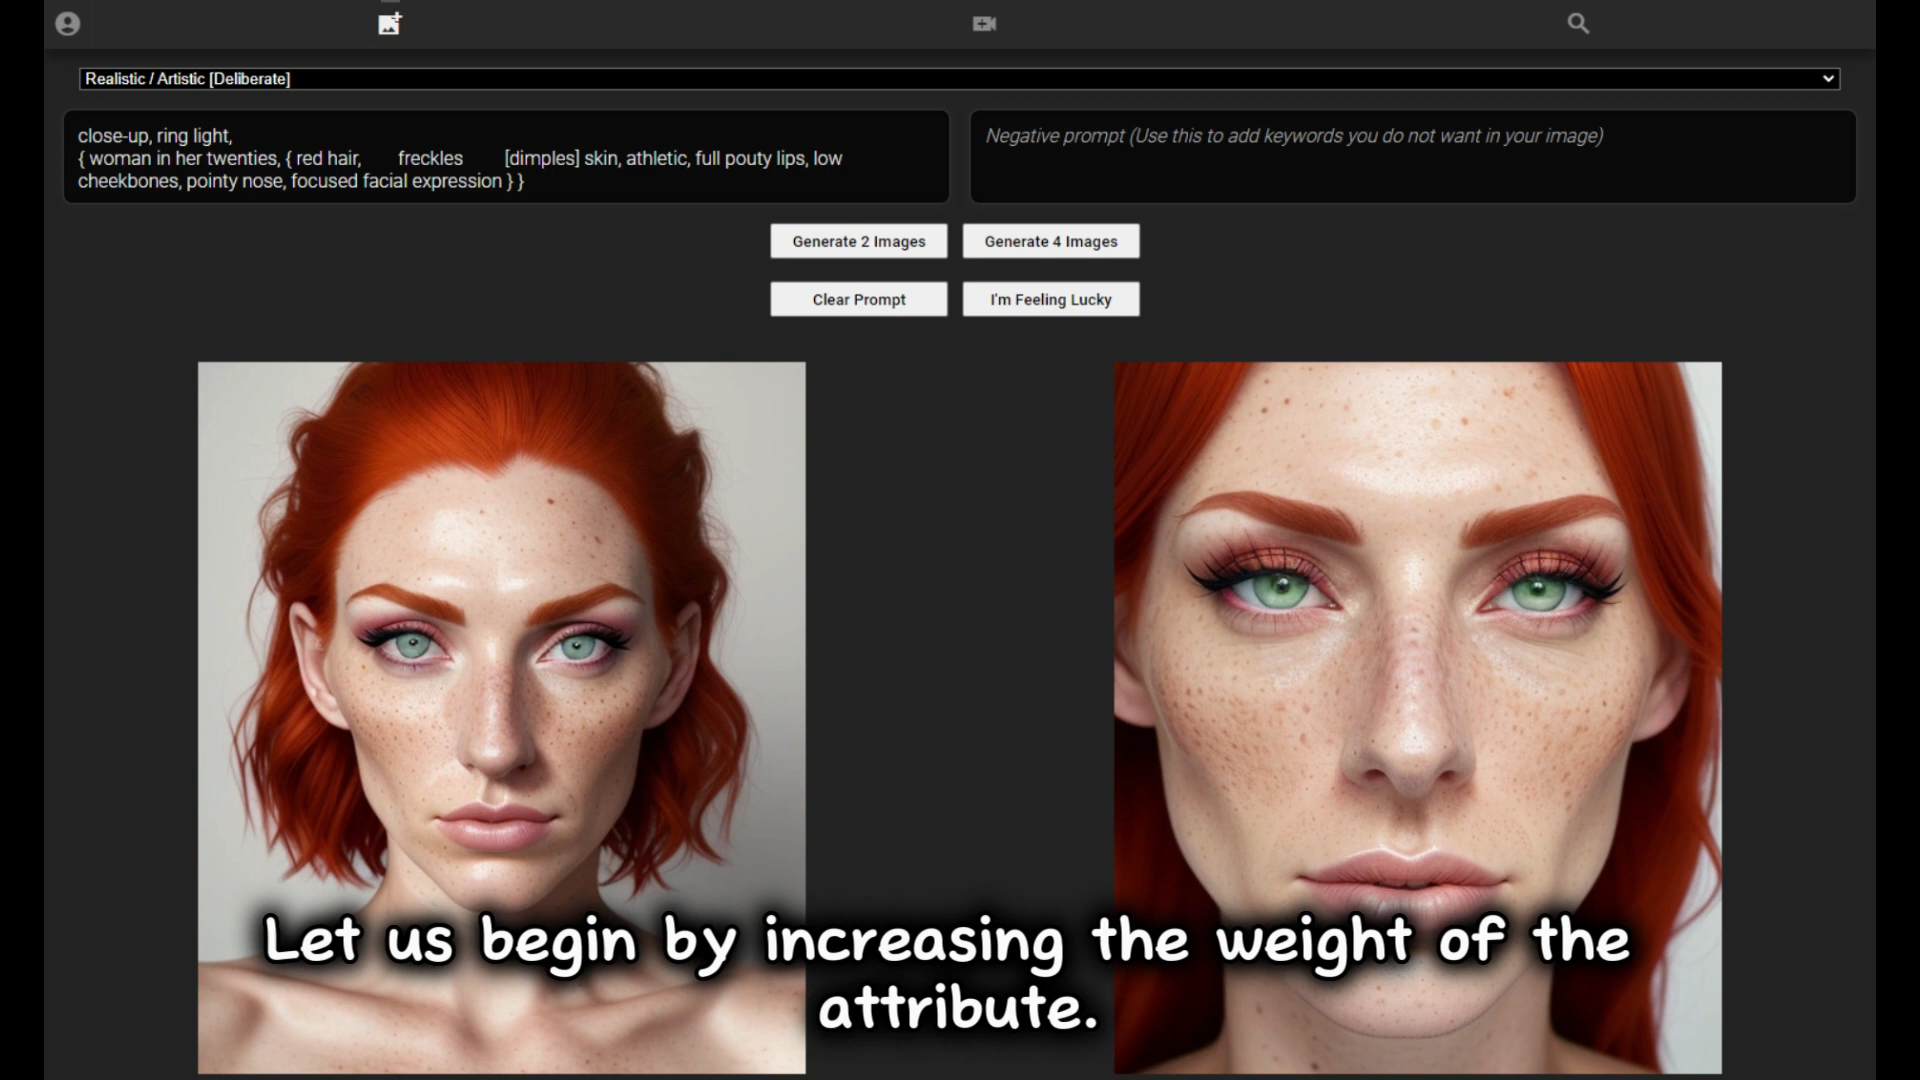 Realistic / Artistic [Deliberate]
close-up, ring light,
{ woman in her twenties, { red hair, freckles [dimples] skin, athletic, full pouty lips, low
cheekbones, pointy nose, focused facial expression } }
Negative prompt (Use this to add keywords you do not want in your image)
Generate 2 Images
Generate 4 Images
Clear Prompt
I'm Feeling Lucky
Let us begin by increasing the weight of the
attribute.